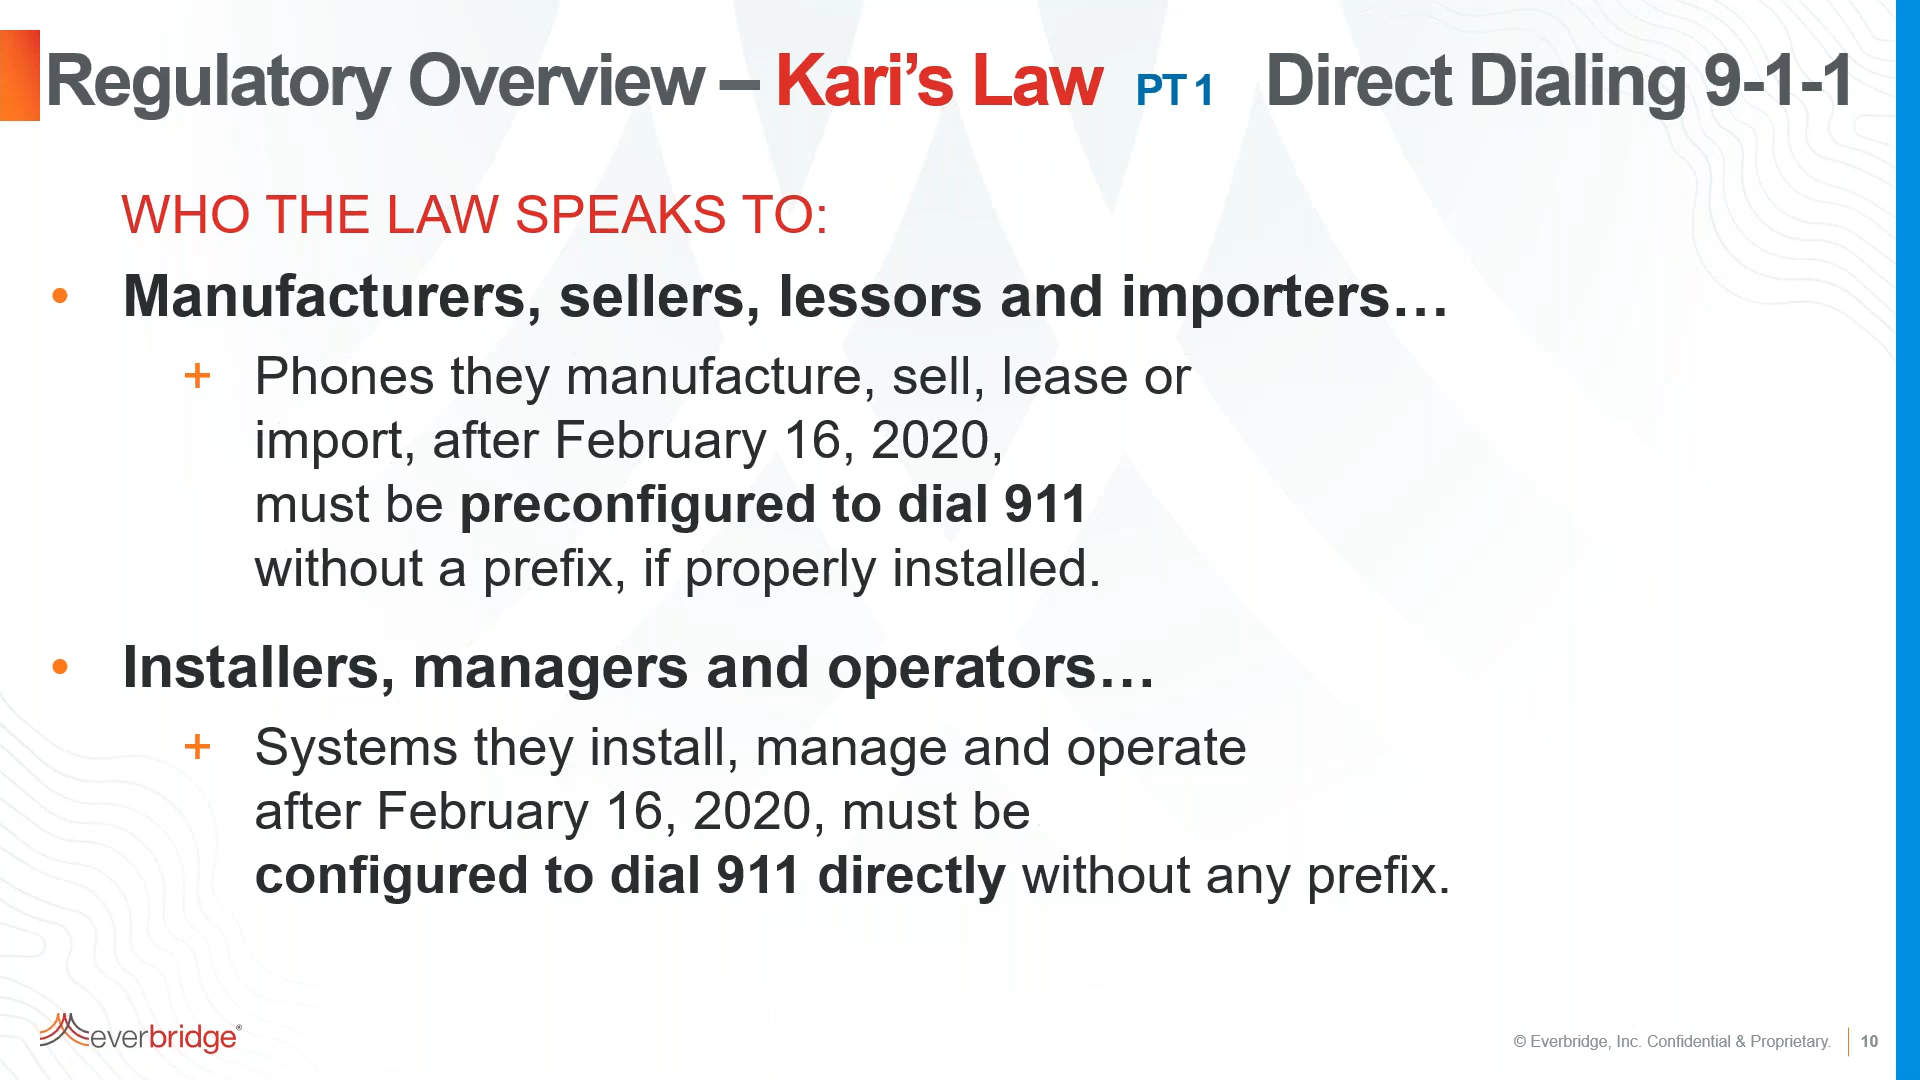 Regulatory Overview – Kari’s Law PT 1 Direct Dialing 9-1-1
WHO THE LAW SPEAKS TO:
• Manufacturers, sellers, lessors and importers…
+ Phones they manufacture, sell, lease or
import, after February 16, 2020,
must be preconfigured to dial 911
without a prefix, if properly installed.
• Installers, managers and operators…
+ Systems they install, manage and operate
after February 16, 2020, must be
configured to dial 911 directly without any prefix.
everbridge®
© Everbridge, Inc. Confidential & Proprietary. 10